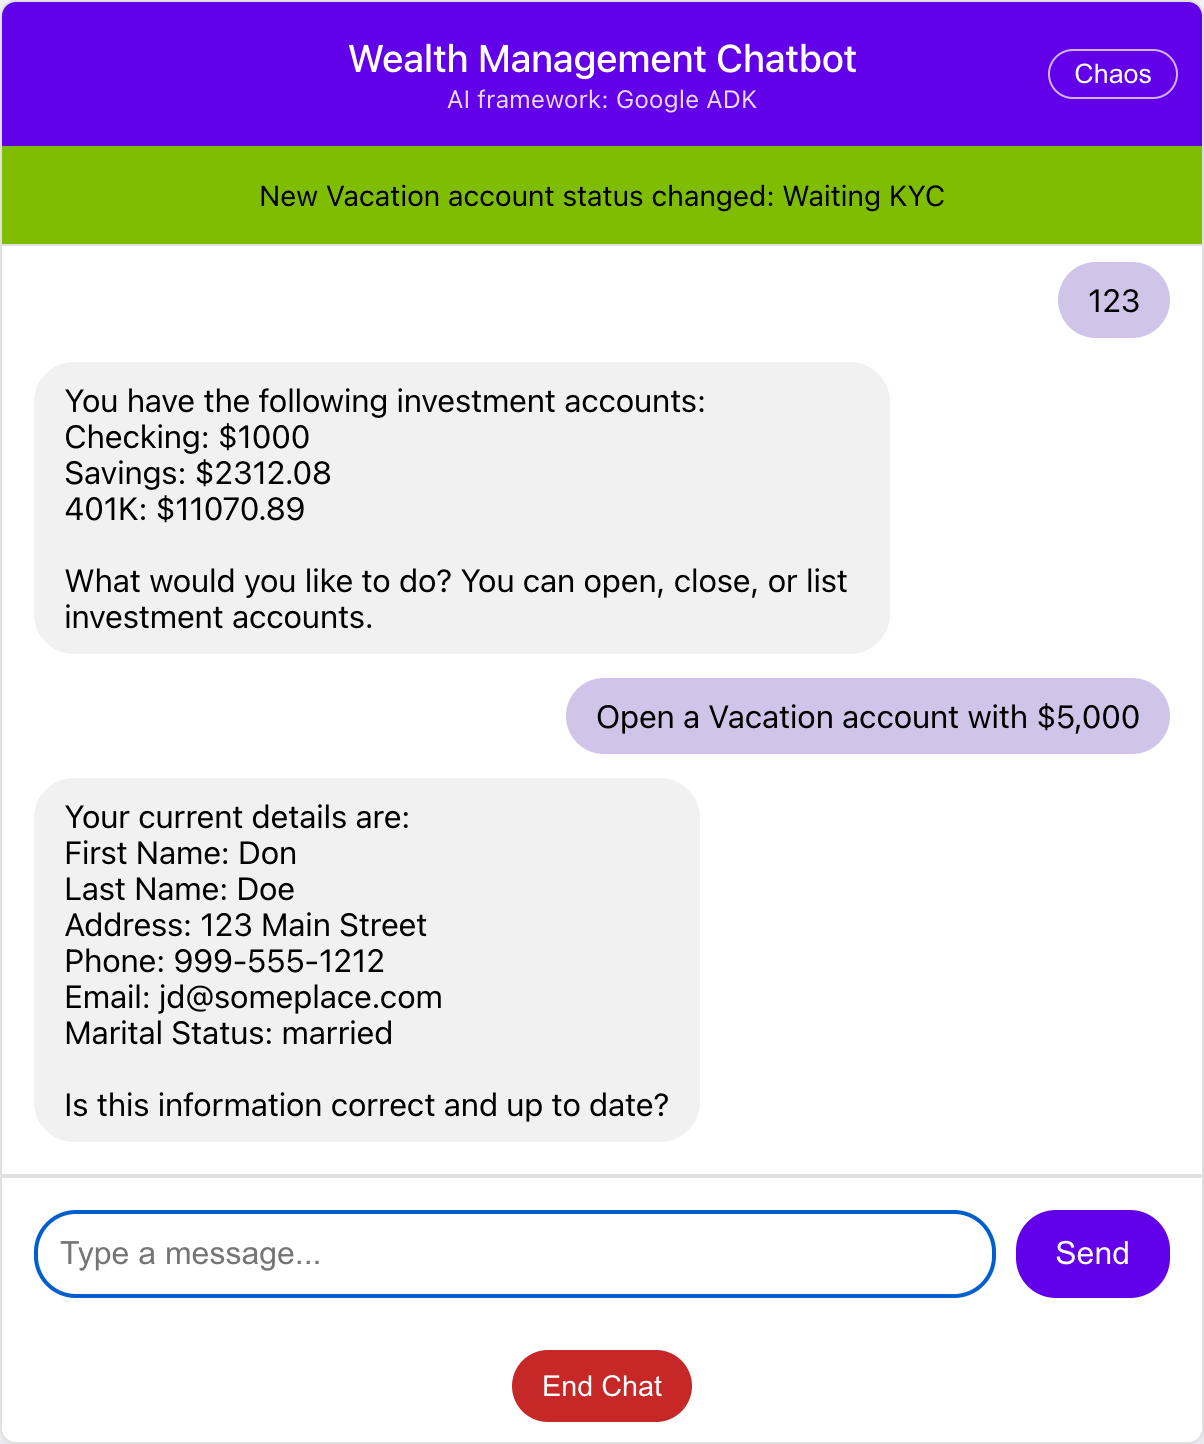 Wealth Management Chatbot
AI framework: Google ADK
Chaos
New Vacation account status changed: Waiting KYC
123
You have the following investment accounts:
Checking: $1000
Savings: $2312.08
401K: $11070.89
What would you like to do? You can open, close, or list
investment accounts.
Open a Vacation account with $5,000
Your current details are:
First Name: Don
Last Name: Doe
Address: 123 Main Street
Phone: 999-555-1212
Email: jd@someplace.com
Marital Status: married
Is this information correct and up to date?
Type a message...
Send
End Chat